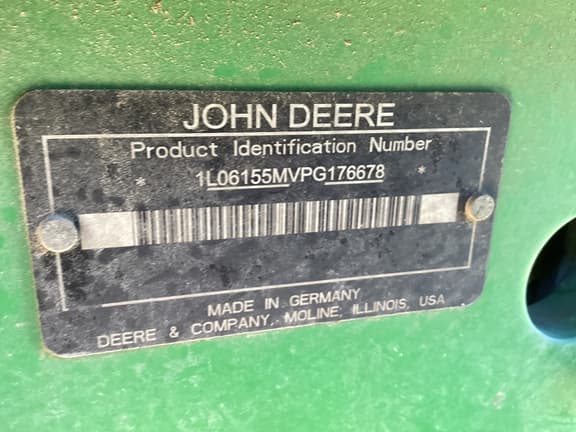 JOHN DEERE
Product Identification Number
* 1L06155MVPG176678 *
MADE IN GERMANY
DEERE & COMPANY, MOLINE, ILLINOIS, USA